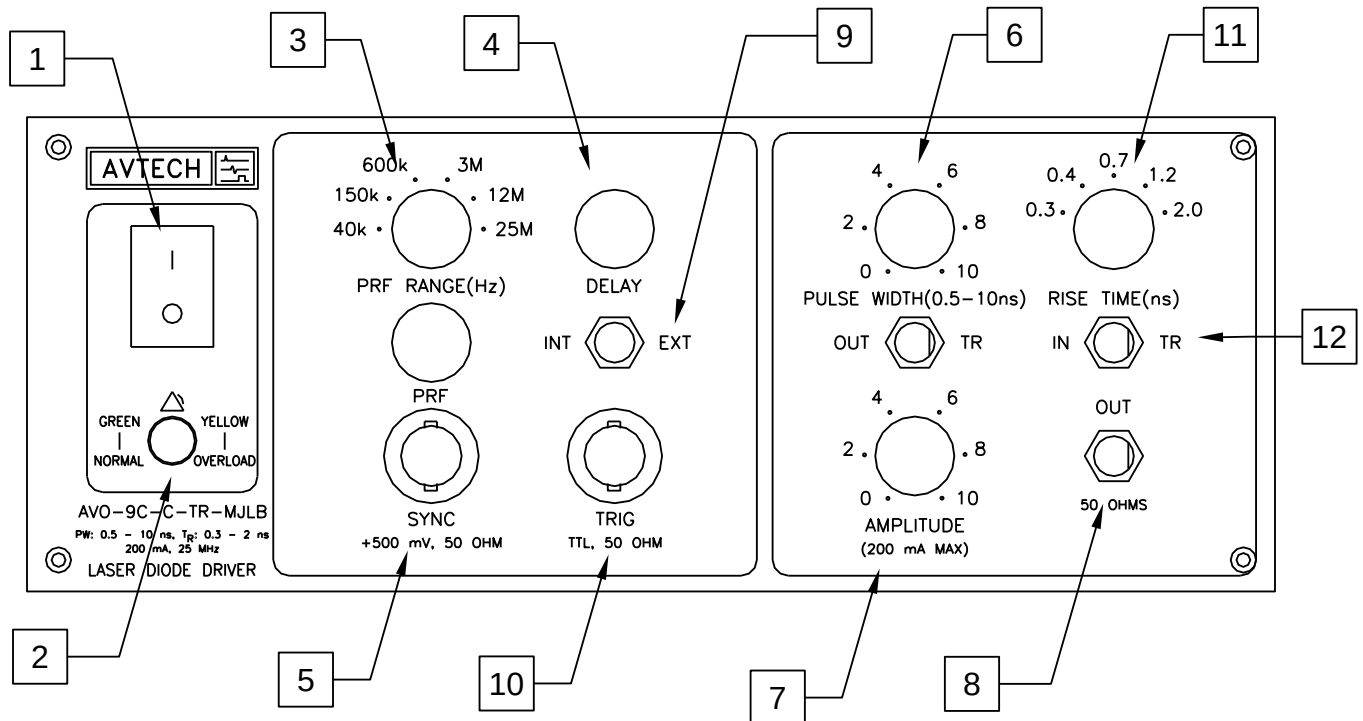 1
3
4
9
6
11
AVTECH
600k 3M
150k 12M
40k 25M
PRF RANGE(Hz)
DELAY
4 6
2 8
0 10
PULSE WIDTH(0.5-10ns)
0.7
0.4 1.2
0.3 2.0
RISE TIME(ns)
I
O
GREEN YELLOW
NORMAL OVERLOAD
PRF
INT EXT
OUT TR
IN TR
12
AVO-9C-C-TR-MJLB
PW: 0.5 - 10 ns, TR: 0.3 - 2 ns
200 mA, 25 MHz
LASER DIODE DRIVER
SYNC
+500 mV, 50 OHM
TRIG
TTL, 50 OHM
4 6
2 8
0 10
AMPLITUDE
(200 mA MAX)
OUT
50 OHMS
2
5
10
7
8